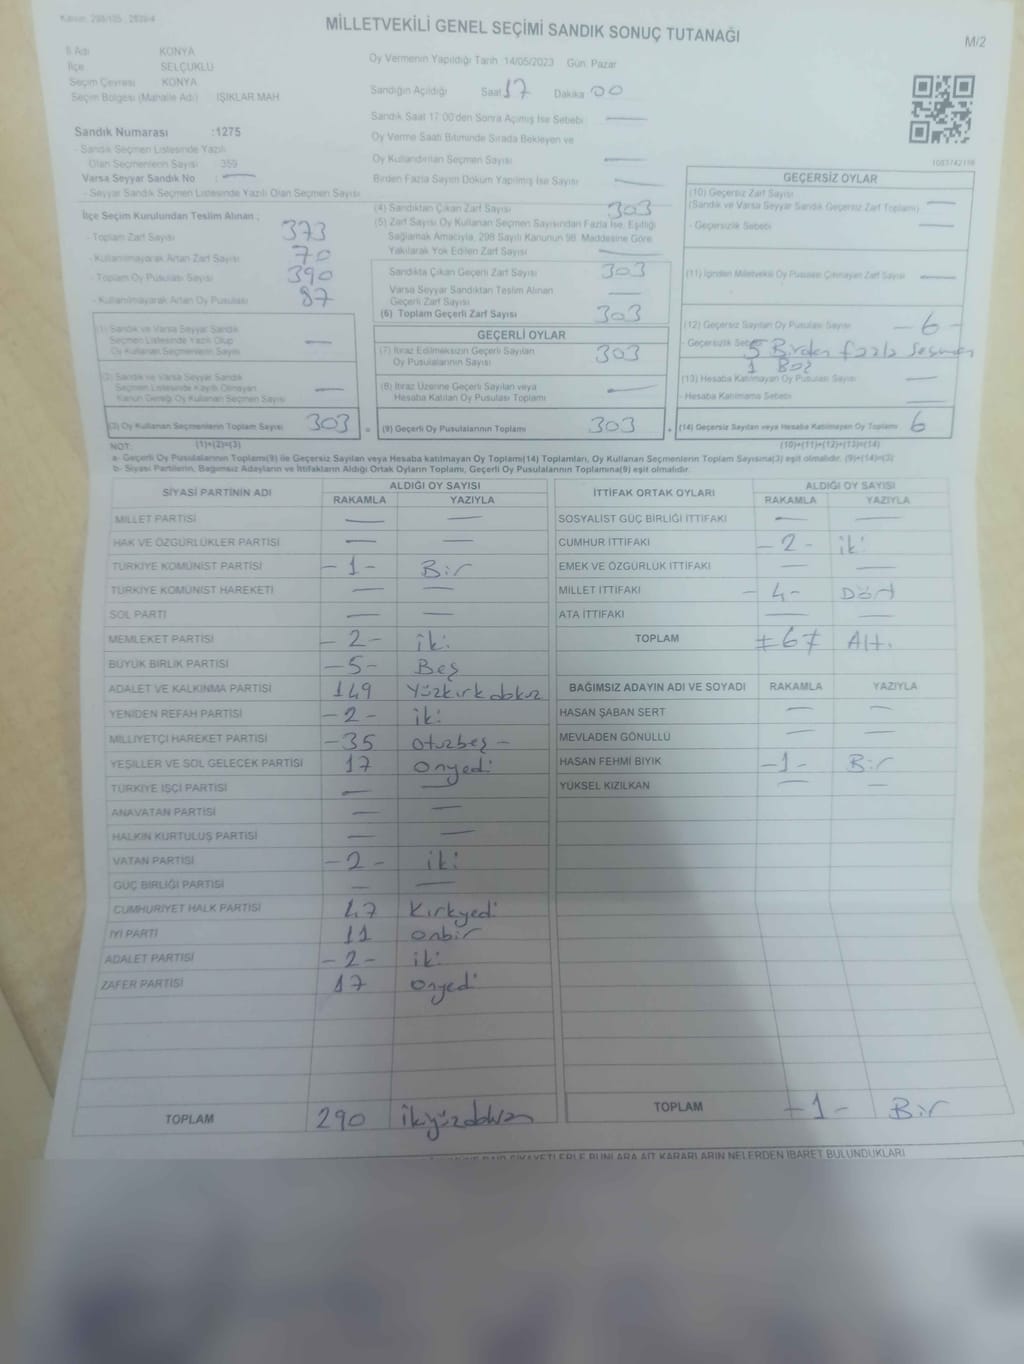 MİLLETVEKİLİ GENEL SEÇİMİ SANDIK SONUÇ TUTANAĞI
M/2
İl Adı KONYA
İlçe SELÇUKLU
Seçim Çevresi KONYA
Seçim Bölgesi (Mahalle Adı) IŞIKLAR MAH
Oy Vermenin Yapıldığı Tarih 14/05/2023 Gün Pazar
Sandığın Açıldığı Saat 17 Dakika 00
Sandık Saat 17:00'den Sonra Açılmış İse Sebebi —
Oy Verme Saati Bitiminde Sırada Bekleyen ve
Oy Kullandırılan Seçmen Sayısı —
Birden Fazla Sayım Döküm Yapılmış İse Sayısı —
Sandık Numarası :1275
- Sandık Seçmen Listesinde Yazılı
Olan Seçmenlerin Sayısı : 359
Varsa Seyyar Sandık No : —
- Seyyar Sandık Seçmen Listesinde Yazılı Olan Seçmen Sayısı
İlçe Seçim Kurulundan Teslim Alınan ;
- Toplam Zarf Sayısı 373
- Kullanılmayarak Artan Zarf Sayısı 70
- Toplam Oy Pusulası Sayısı 390
- Kullanılmayarak Artan Oy Pusulası 87
(1) Sandık ve Varsa Seyyar Sandık
Seçmen Listesinde Yazılı Olup
Oy Kullanan Seçmenlerin Sayısı —
(2) Sandık ve Varsa Seyyar Sandık
Seçmen Listesinde Kayıtlı Olmayan
Kanun Gereği Oy Kullanan Seçmen Sayısı —
(3) Oy Kullanan Seçmenlerin Toplam Sayısı 303 =
(4) Sandıktan Çıkan Zarf Sayısı 303
(5) Zarf Sayısı Oy Kullanan Seçmen Sayısından Fazla İse, Eşitliği
Sağlamak Amacıyla, 298 Sayılı Kanunun 98. Maddesine Göre
Yakılarak Yok Edilen Zarf Sayısı —
Sandıkta Çıkan Geçerli Zarf Sayısı 303
Varsa Seyyar Sandıktan Teslim Alınan
Geçerli Zarf Sayısı —
(6) Toplam Geçerli Zarf Sayısı 303
GEÇERLİ OYLAR
(7) İtiraz Edilmeksizin Geçerli Sayılan
Oy Pusulalarının Sayısı 303
(8) İtiraz Üzerine Geçerli Sayılan veya
Hesaba Katılan Oy Pusulası Toplamı —
(9) Geçerli Oy Pusulalarının Toplamı 303 +
1083742198
GEÇERSİZ OYLAR
(10) Geçersiz Zarf Sayısı
(Sandık ve Varsa Seyyar Sandık Geçersiz Zarf Toplamı) —
- Geçersizlik Sebebi —
(11) İçinden Milletvekili Oy Pusulası Çıkmayan Zarf Sayısı —
(12) Geçersiz Sayılan Oy Pusulası Sayısı - 6 -
- Geçersizlik Sebebi 5 Birden fazla Seçmen
1 Boş
(13) Hesaba Katılmayan Oy Pusulası Sayısı —
- Hesaba Katılmama Sebebi —
(14) Geçersiz Sayılan veya Hesaba Katılmayan Oy Toplamı 6
NOT: (1)+(2)=(3) (10)+(11)+(12)+(13)=(14)
a- Geçerli Oy Pusulalarının Toplamı(9) ile Geçersiz Sayılan veya Hesaba katılmayan Oy Toplamı(14) Toplamları, Oy Kullanan Seçmenlerin Toplam Sayısına(3) eşit olmalıdır. (9)+(14)=(3)
b- Siyasi Partilerin, Bağımsız Adayların ve İttifakların Aldığı Ortak Oyların Toplamı, Geçerli Oy Pusulalarının Toplamına(9) eşit olmalıdır.
SİYASİ PARTİNİN ADI ALDIĞI OY SAYISI
RAKAMLA YAZIYLA
MİLLET PARTİSİ — —
HAK VE ÖZGÜRLÜKLER PARTİSİ — —
TÜRKİYE KOMÜNİST PARTİSİ -1- Bir
TÜRKİYE KOMÜNİST HAREKETİ — —
SOL PARTİ — —
MEMLEKET PARTİSİ -2- iki
BÜYÜK BİRLİK PARTİSİ -5- Beş
ADALET VE KALKINMA PARTİSİ 149 Yüzkırkdokuz
YENİDEN REFAH PARTİSİ -2- iki
MİLLİYETÇİ HAREKET PARTİSİ -35 otuzbeş -
YEŞİLLER VE SOL GELECEK PARTİSİ 17 Onyedi
TÜRKİYE İŞÇİ PARTİSİ — —
ANAVATAN PARTİSİ — —
HALKIN KURTULUŞ PARTİSİ — —
VATAN PARTİSİ -2- iki
GÜÇ BİRLİĞİ PARTİSİ — —
CUMHURİYET HALK PARTİSİ 47 Kırkyedi
İYİ PARTİ 11 onbir
ADALET PARTİSİ -2- iki
ZAFER PARTİSİ 17 Onyedi
TOPLAM 290 ikiyüzdoksan
İTTİFAK ORTAK OYLARI ALDIĞI OY SAYISI
RAKAMLA YAZIYLA
SOSYALİST GÜÇ BİRLİĞİ İTTİFAKI — —
CUMHUR İTTİFAKI -2- iki
EMEK VE ÖZGÜRLÜK İTTİFAKI — —
MİLLET İTTİFAKI - 4- Dört
ATA İTTİFAKI — —
TOPLAM 6 Altı
BAĞIMSIZ ADAYIN ADI VE SOYADI RAKAMLA YAZIYLA
HASAN ŞABAN SERT — —
MEVLADEN GÖNÜLLÜ — —
HASAN FEHMİ BIYIK -1- Bir
YÜKSEL KIZILKAN — —
TOPLAM -1- Bir
KARARLARIN NELERDEN İBARET BULUNDUKLARI